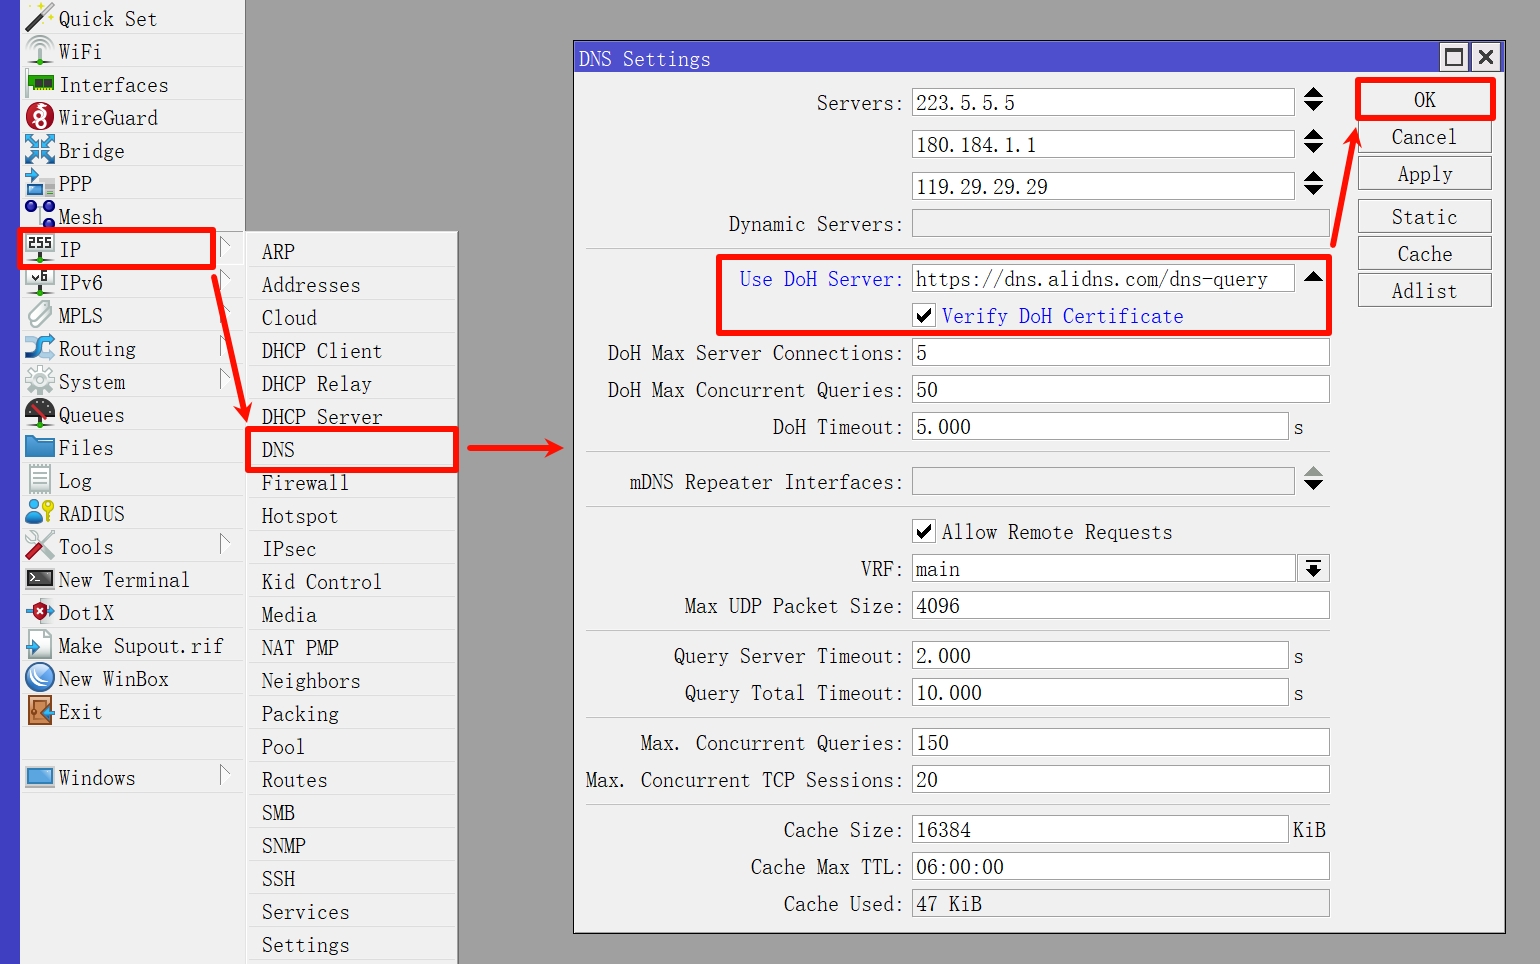 Quick Set
WiFi
Interfaces
WireGuard
Bridge
PPP
Mesh
255
IP
v6
IPv6
MPLS
Routing
System
Queues
Files
Log
RADIUS
Tools
New Terminal
Dot1X
Make Supout.rif
New WinBox
Exit
Windows
ARP
Addresses
Cloud
DHCP Client
DHCP Relay
DHCP Server
DNS
Firewall
Hotspot
IPsec
Kid Control
Media
NAT PMP
Neighbors
Packing
Pool
Routes
SMB
SNMP
SSH
Services
Settings
DNS Settings
Servers: 223.5.5.5
180.184.1.1
119.29.29.29
Dynamic Servers:
Use DoH Server: https://dns.alidns.com/dns-query
Verify DoH Certificate
DoH Max Server Connections: 5
DoH Max Concurrent Queries: 50
DoH Timeout: 5.000 s
mDNS Repeater Interfaces:
Allow Remote Requests
VRF: main
Max UDP Packet Size: 4096
Query Server Timeout: 2.000 s
Query Total Timeout: 10.000 s
Max. Concurrent Queries: 150
Max. Concurrent TCP Sessions: 20
Cache Size: 16384 KiB
Cache Max TTL: 06:00:00
Cache Used: 47 KiB
OK
Cancel
Apply
Static
Cache
Adlist